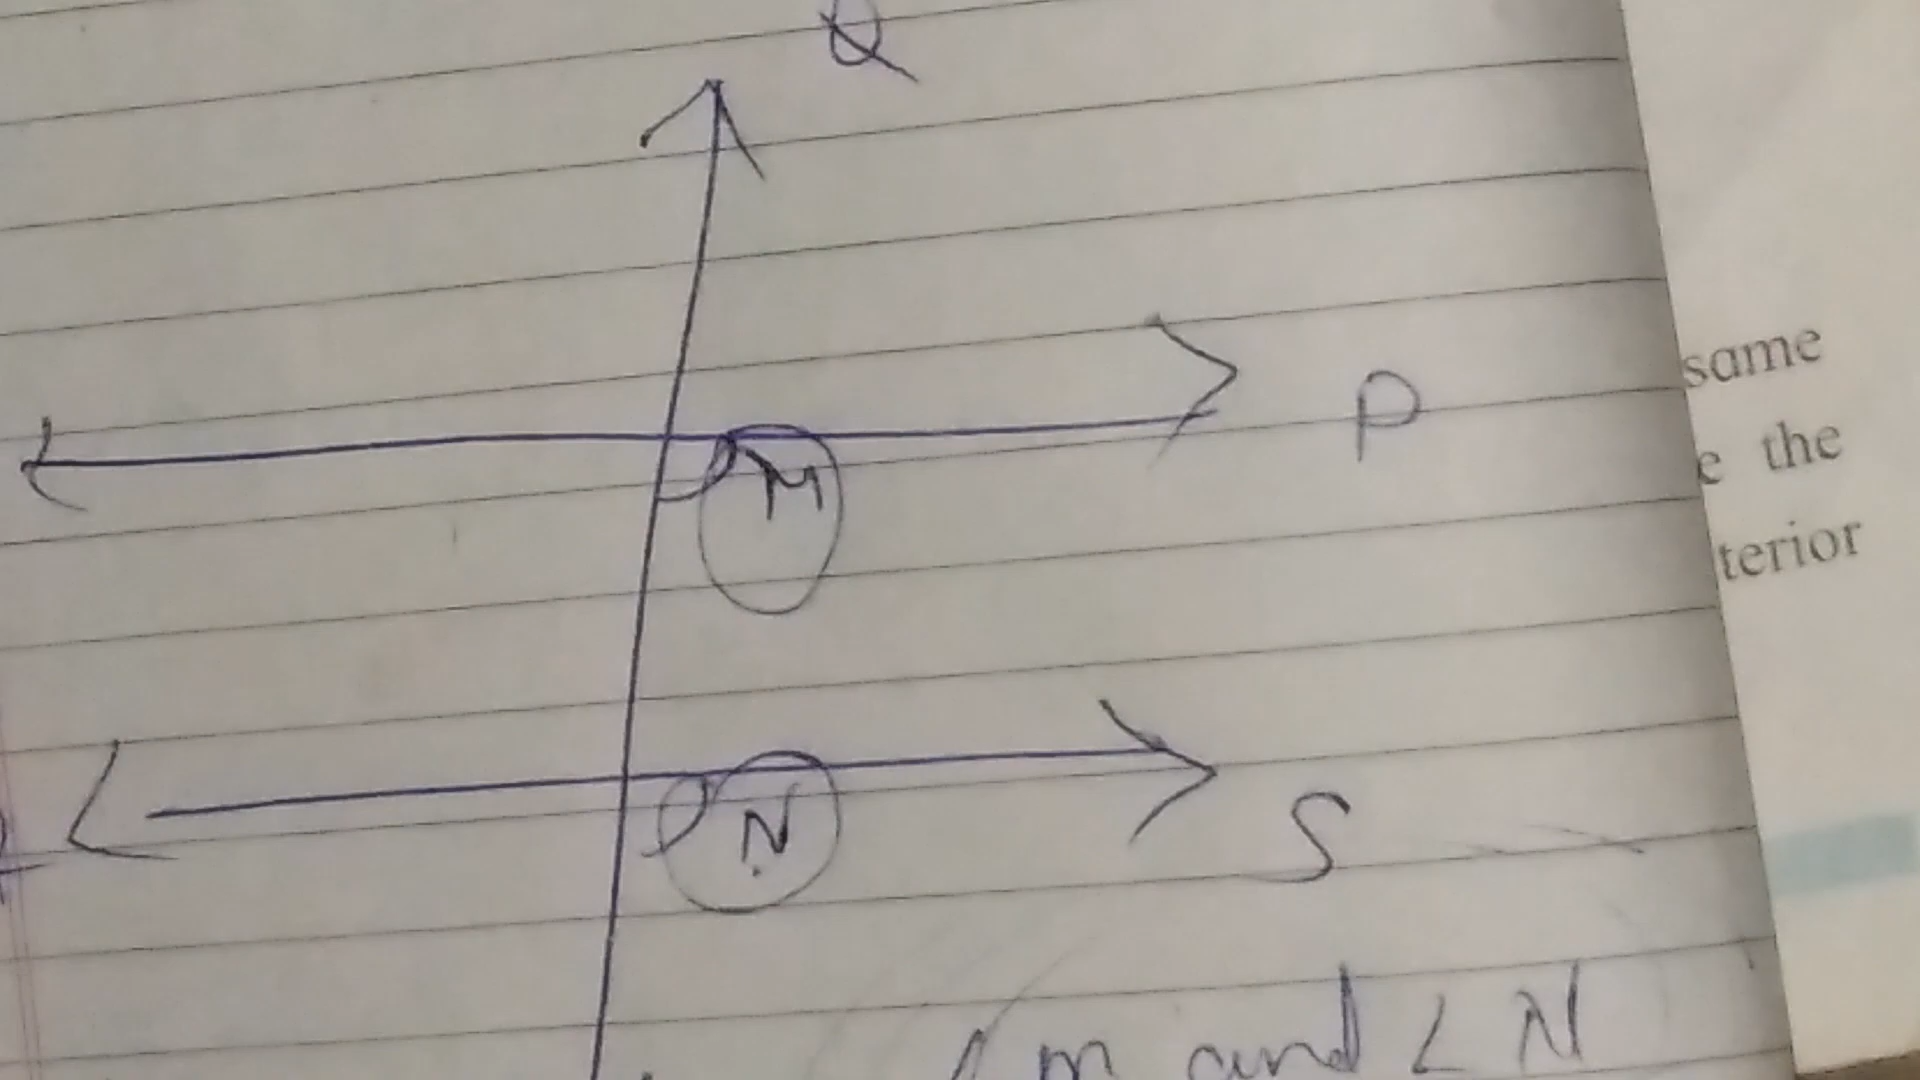 Q
P
same
M
e the
terior
N
S
∠m and ∠N